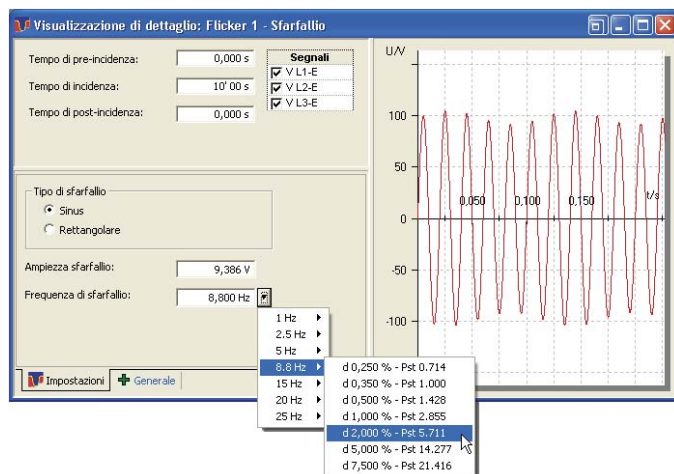 Visualizzazione di dettaglio: Flicker 1 - Sfarfallio
Tempo di pre-incidenza: 0,000 s
Tempo di incidenza: 10' 00 s
Tempo di post-incidenza: 0,000 s
Segnali
V L1-E
V L2-E
V L3-E
Tipo di sfarfallio
Sinus
Rettangolare
Ampiezza sfarfallio: 9,386 V
Frequenza di sfarfallio: 8,800 Hz
1 Hz
2.5 Hz
5 Hz
8.8 Hz
15 Hz
20 Hz
25 Hz
d 0,250 % - Pst 0.714
d 0,350 % - Pst 1.000
d 0,500 % - Pst 1.428
d 1,000 % - Pst 2.855
d 2,000 % - Pst 5.711
d 5,000 % - Pst 14.277
d 7,500 % - Pst 21.416
Impostazioni Generale
U/V
100
50
0
-50
-100
0,050 0,100 0,150 t/s